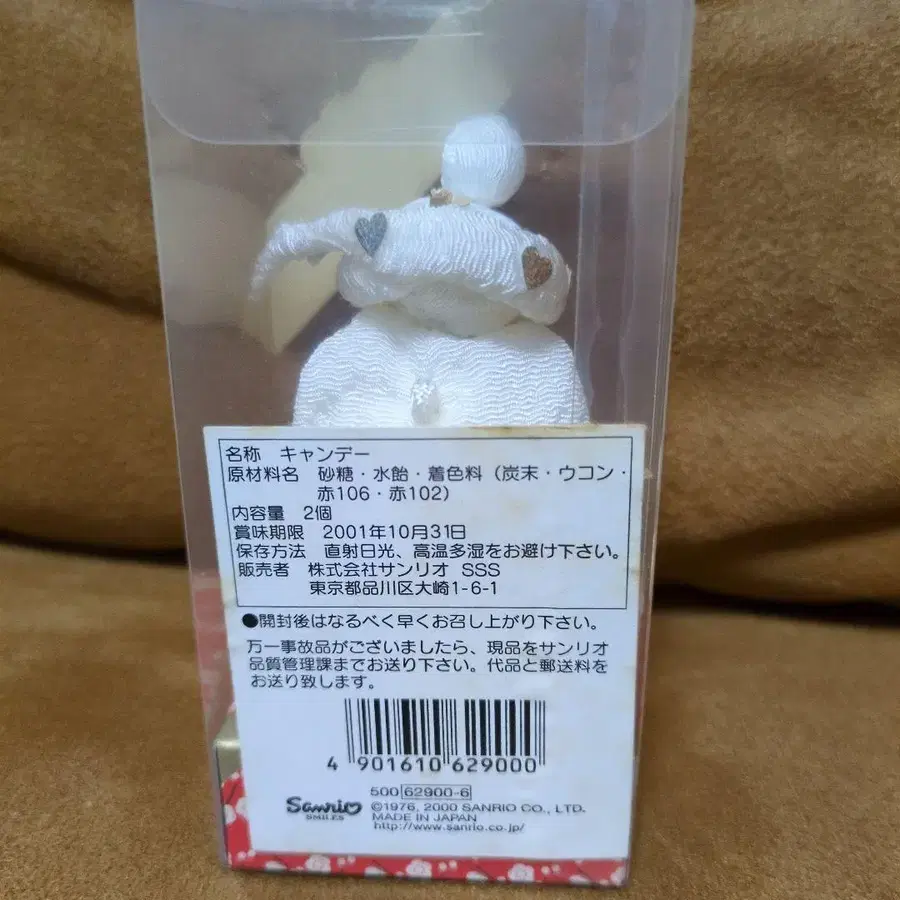 名称 キャンデー
原材料名 砂糖・水飴・着色料（炭末・ウコン・
赤106・赤102）
内容量 2個
賞味期限 2001年10月31日
保存方法 直射日光、高温多湿をお避け下さい。
販売者 株式会社サンリオ SSS
東京都品川区大崎1-6-1
●開封後はなるべく早くお召し上がり下さい。
万一事故品がございましたら、現品をサンリオ
品質管理課までお送り下さい。代品と郵送料を
お送り致します。
4 901610 629000
500 62900-6
Sanrio
SMILES
©1976, 2000 SANRIO CO., LTD.
MADE IN JAPAN
http://www.sanrio.co.jp/